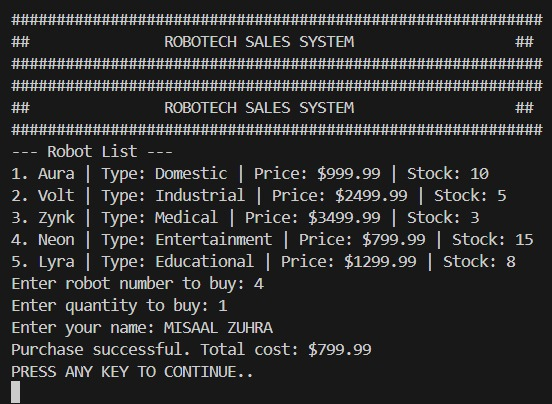 ###########################################################
## ROBOTECH SALES SYSTEM ##
###########################################################
###########################################################
## ROBOTECH SALES SYSTEM ##
###########################################################
--- Robot List ---
1. Aura | Type: Domestic | Price: $999.99 | Stock: 10
2. Volt | Type: Industrial | Price: $2499.99 | Stock: 5
3. Zynk | Type: Medical | Price: $3499.99 | Stock: 3
4. Neon | Type: Entertainment | Price: $799.99 | Stock: 15
5. Lyra | Type: Educational | Price: $1299.99 | Stock: 8
Enter robot number to buy: 4
Enter quantity to buy: 1
Enter your name: MISAAL ZUHRA
Purchase successful. Total cost: $799.99
PRESS ANY KEY TO CONTINUE..